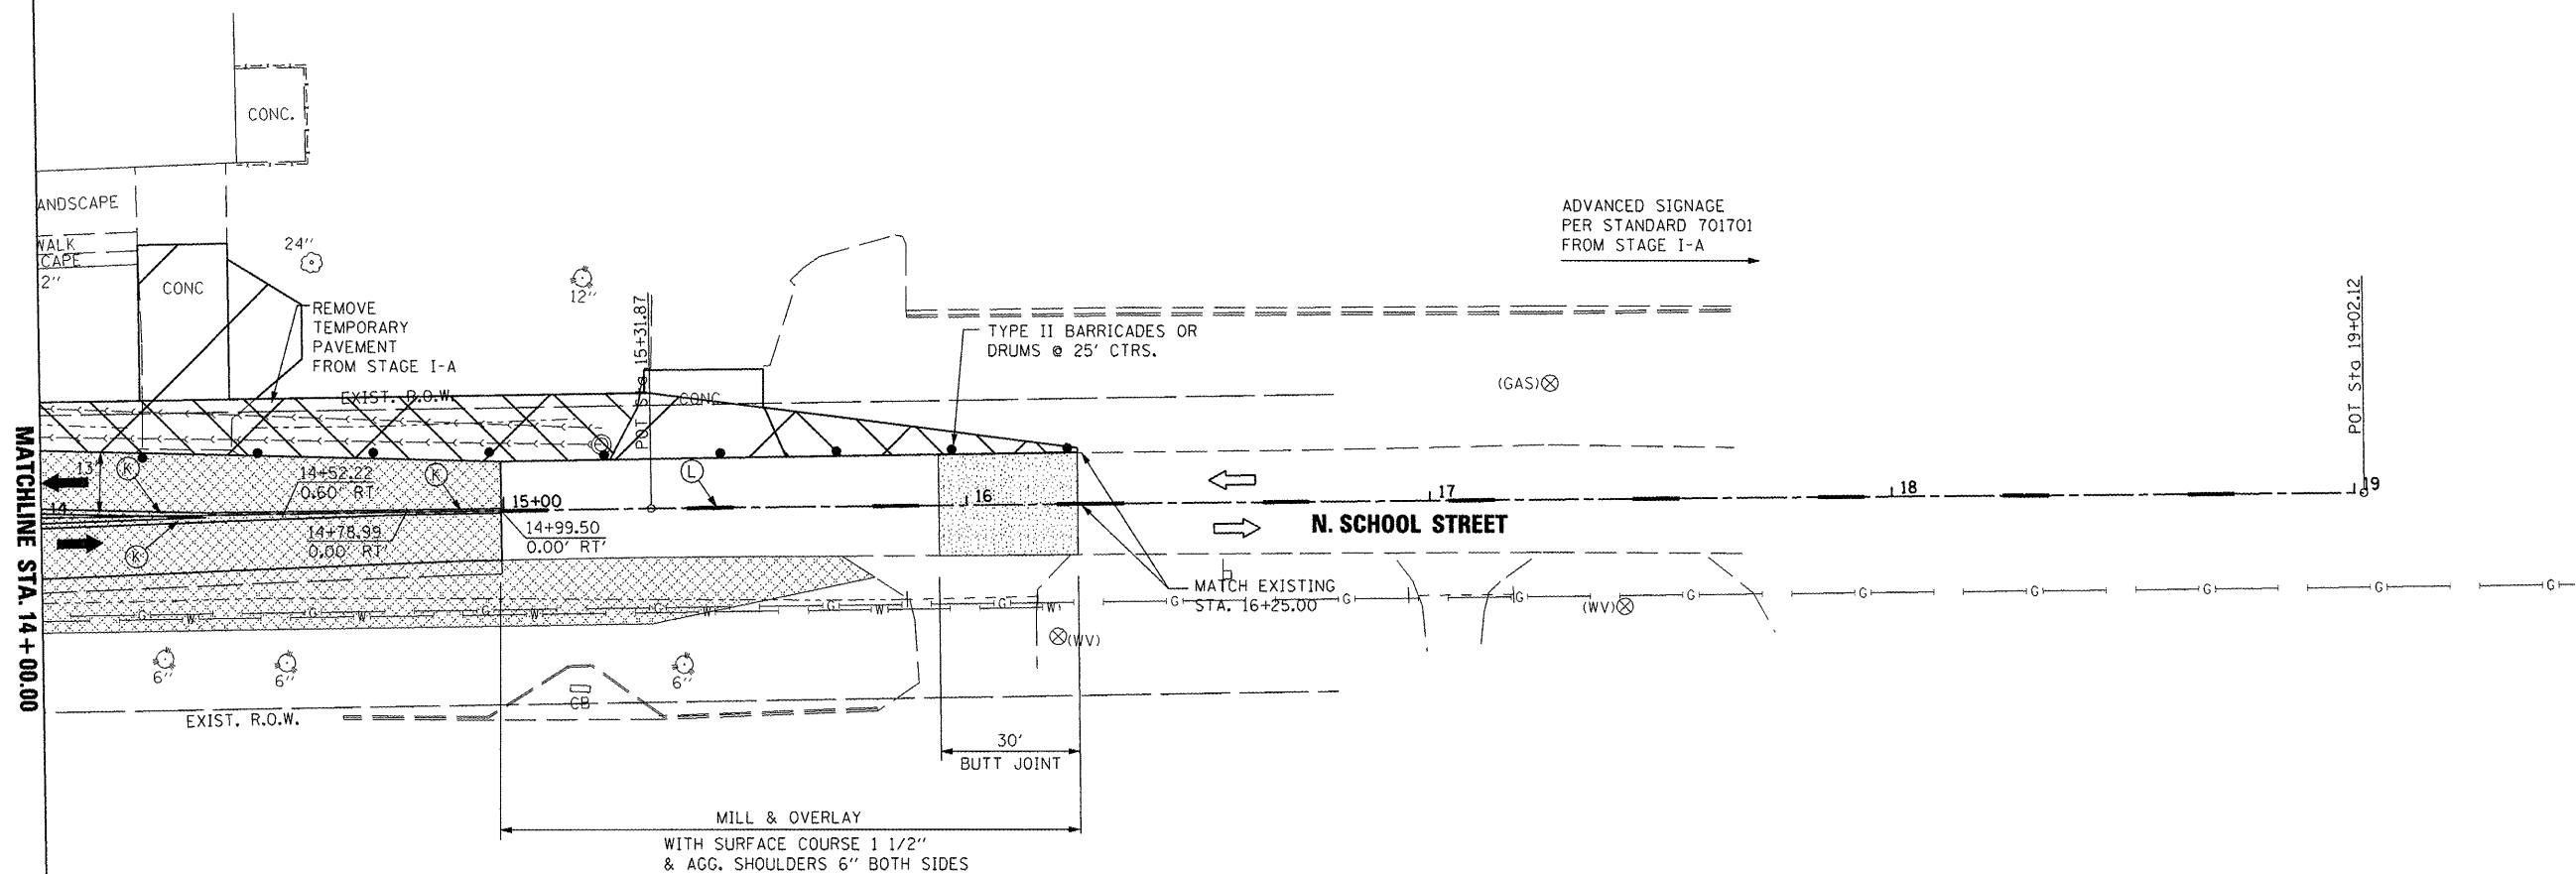 CONC.
ANDSCAPE
WALK
CAPE
2"
CONC
24"
12"
REMOVE
TEMPORARY
PAVEMENT
FROM STAGE I-A
EXIST. R.O.W.
POT Sta 15+31.87
CONC
TYPE II BARRICADES OR
DRUMS @ 25' CTRS.
ADVANCED SIGNAGE
PER STANDARD 701701
FROM STAGE I-A
(GAS)
POT Sta 19+02.12
MATCHLINE STA. 14+00.00
13'
K
14+52.22
0.60' RT'
K
L
14
15+00
16
17
18
19
K
14+78.99
0.00' RT'
14+99.50
0.00' RT'
N. SCHOOL STREET
MATCH EXISTING
STA. 16+25.00
G G G G G G G G G G G G G G G
W W W W W W
(WV)
(WV)
6"
6"
6"
CB
EXIST. R.O.W.
30'
BUTT JOINT
MILL & OVERLAY
WITH SURFACE COURSE 1 1/2"
& AGG. SHOULDERS 6" BOTH SIDES